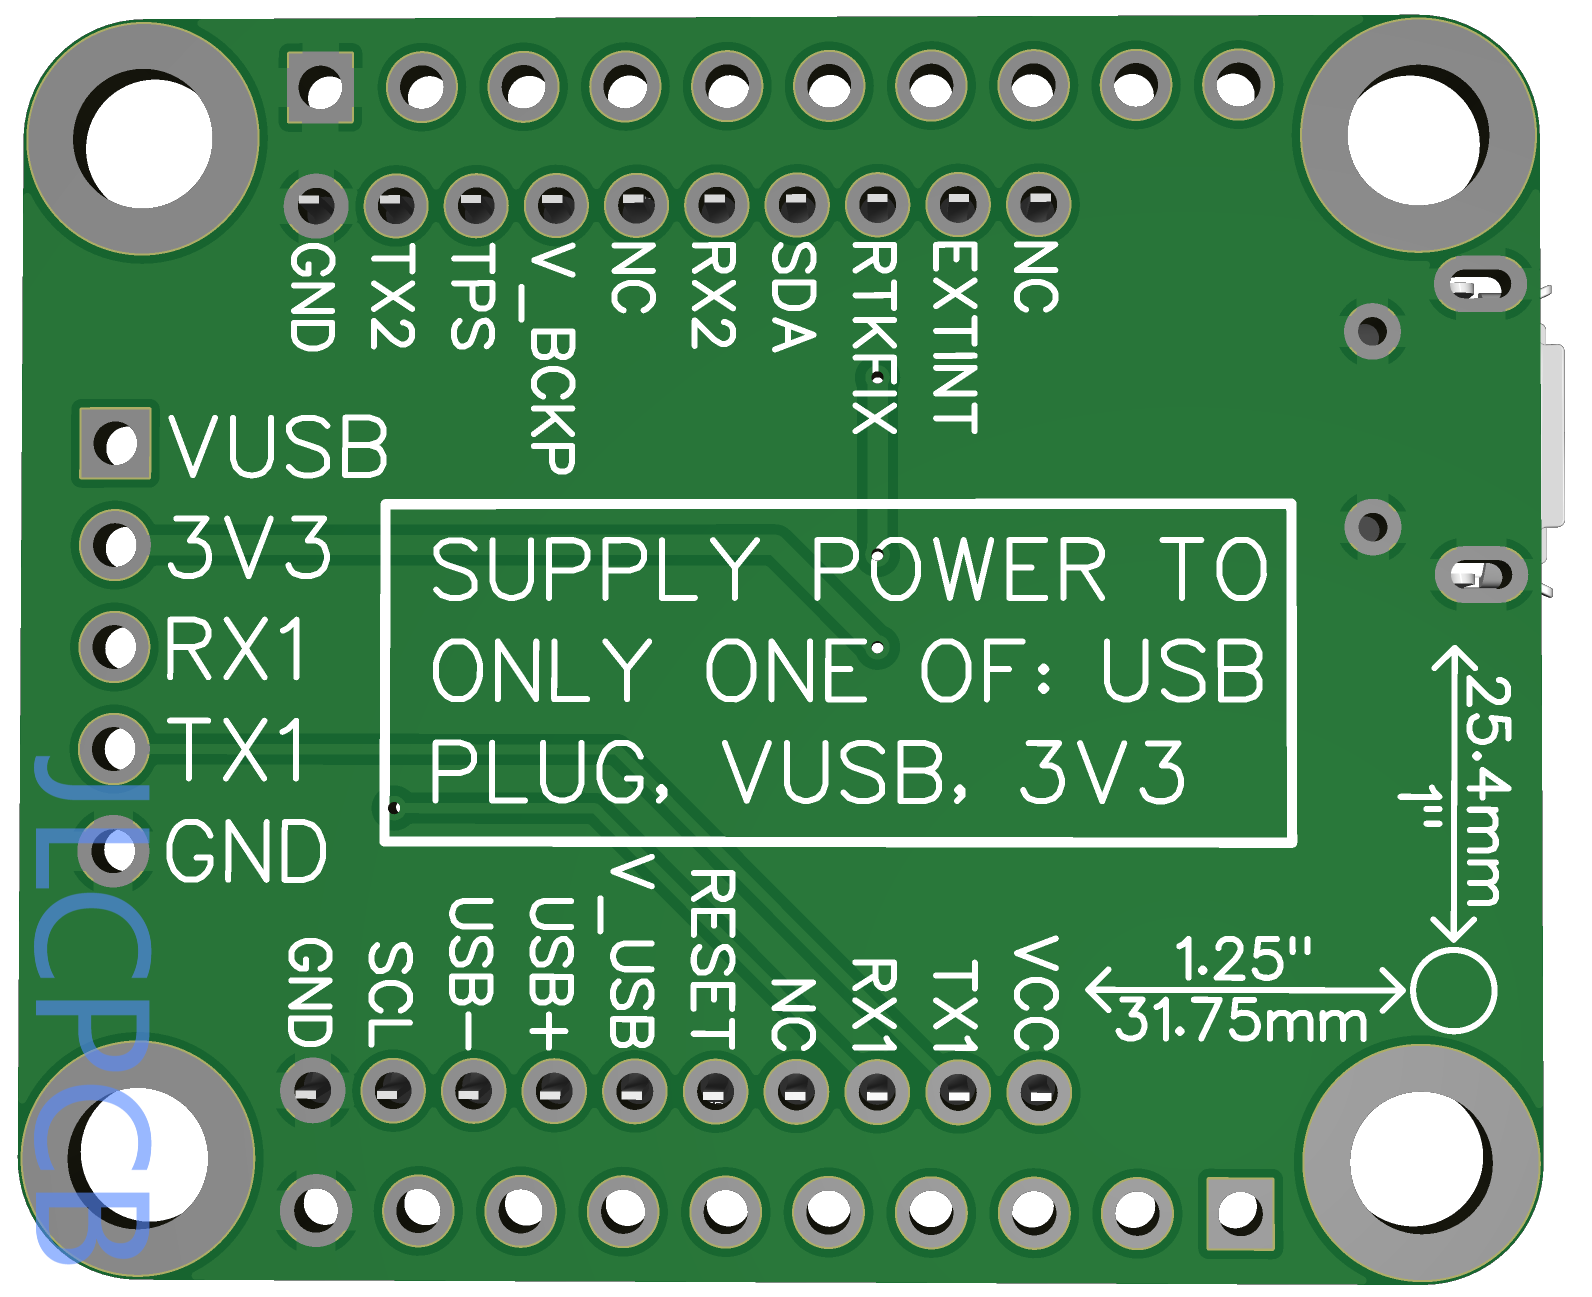 GND
TX2
TPS
V_BCKP
NC
RX2
SDA
RTKFIX
EXTINT
NC
VUSB
3V3
RX1
TX1
GND
SUPPLY POWER TO
ONLY ONE OF: USB
PLUG, VUSB, 3V3
25.4mm
1"
GND
SCL
USB-
USB+
V_USB
RESET
NC
RX1
TX1
VCC
1.25"
31.75mm
JLCPCB